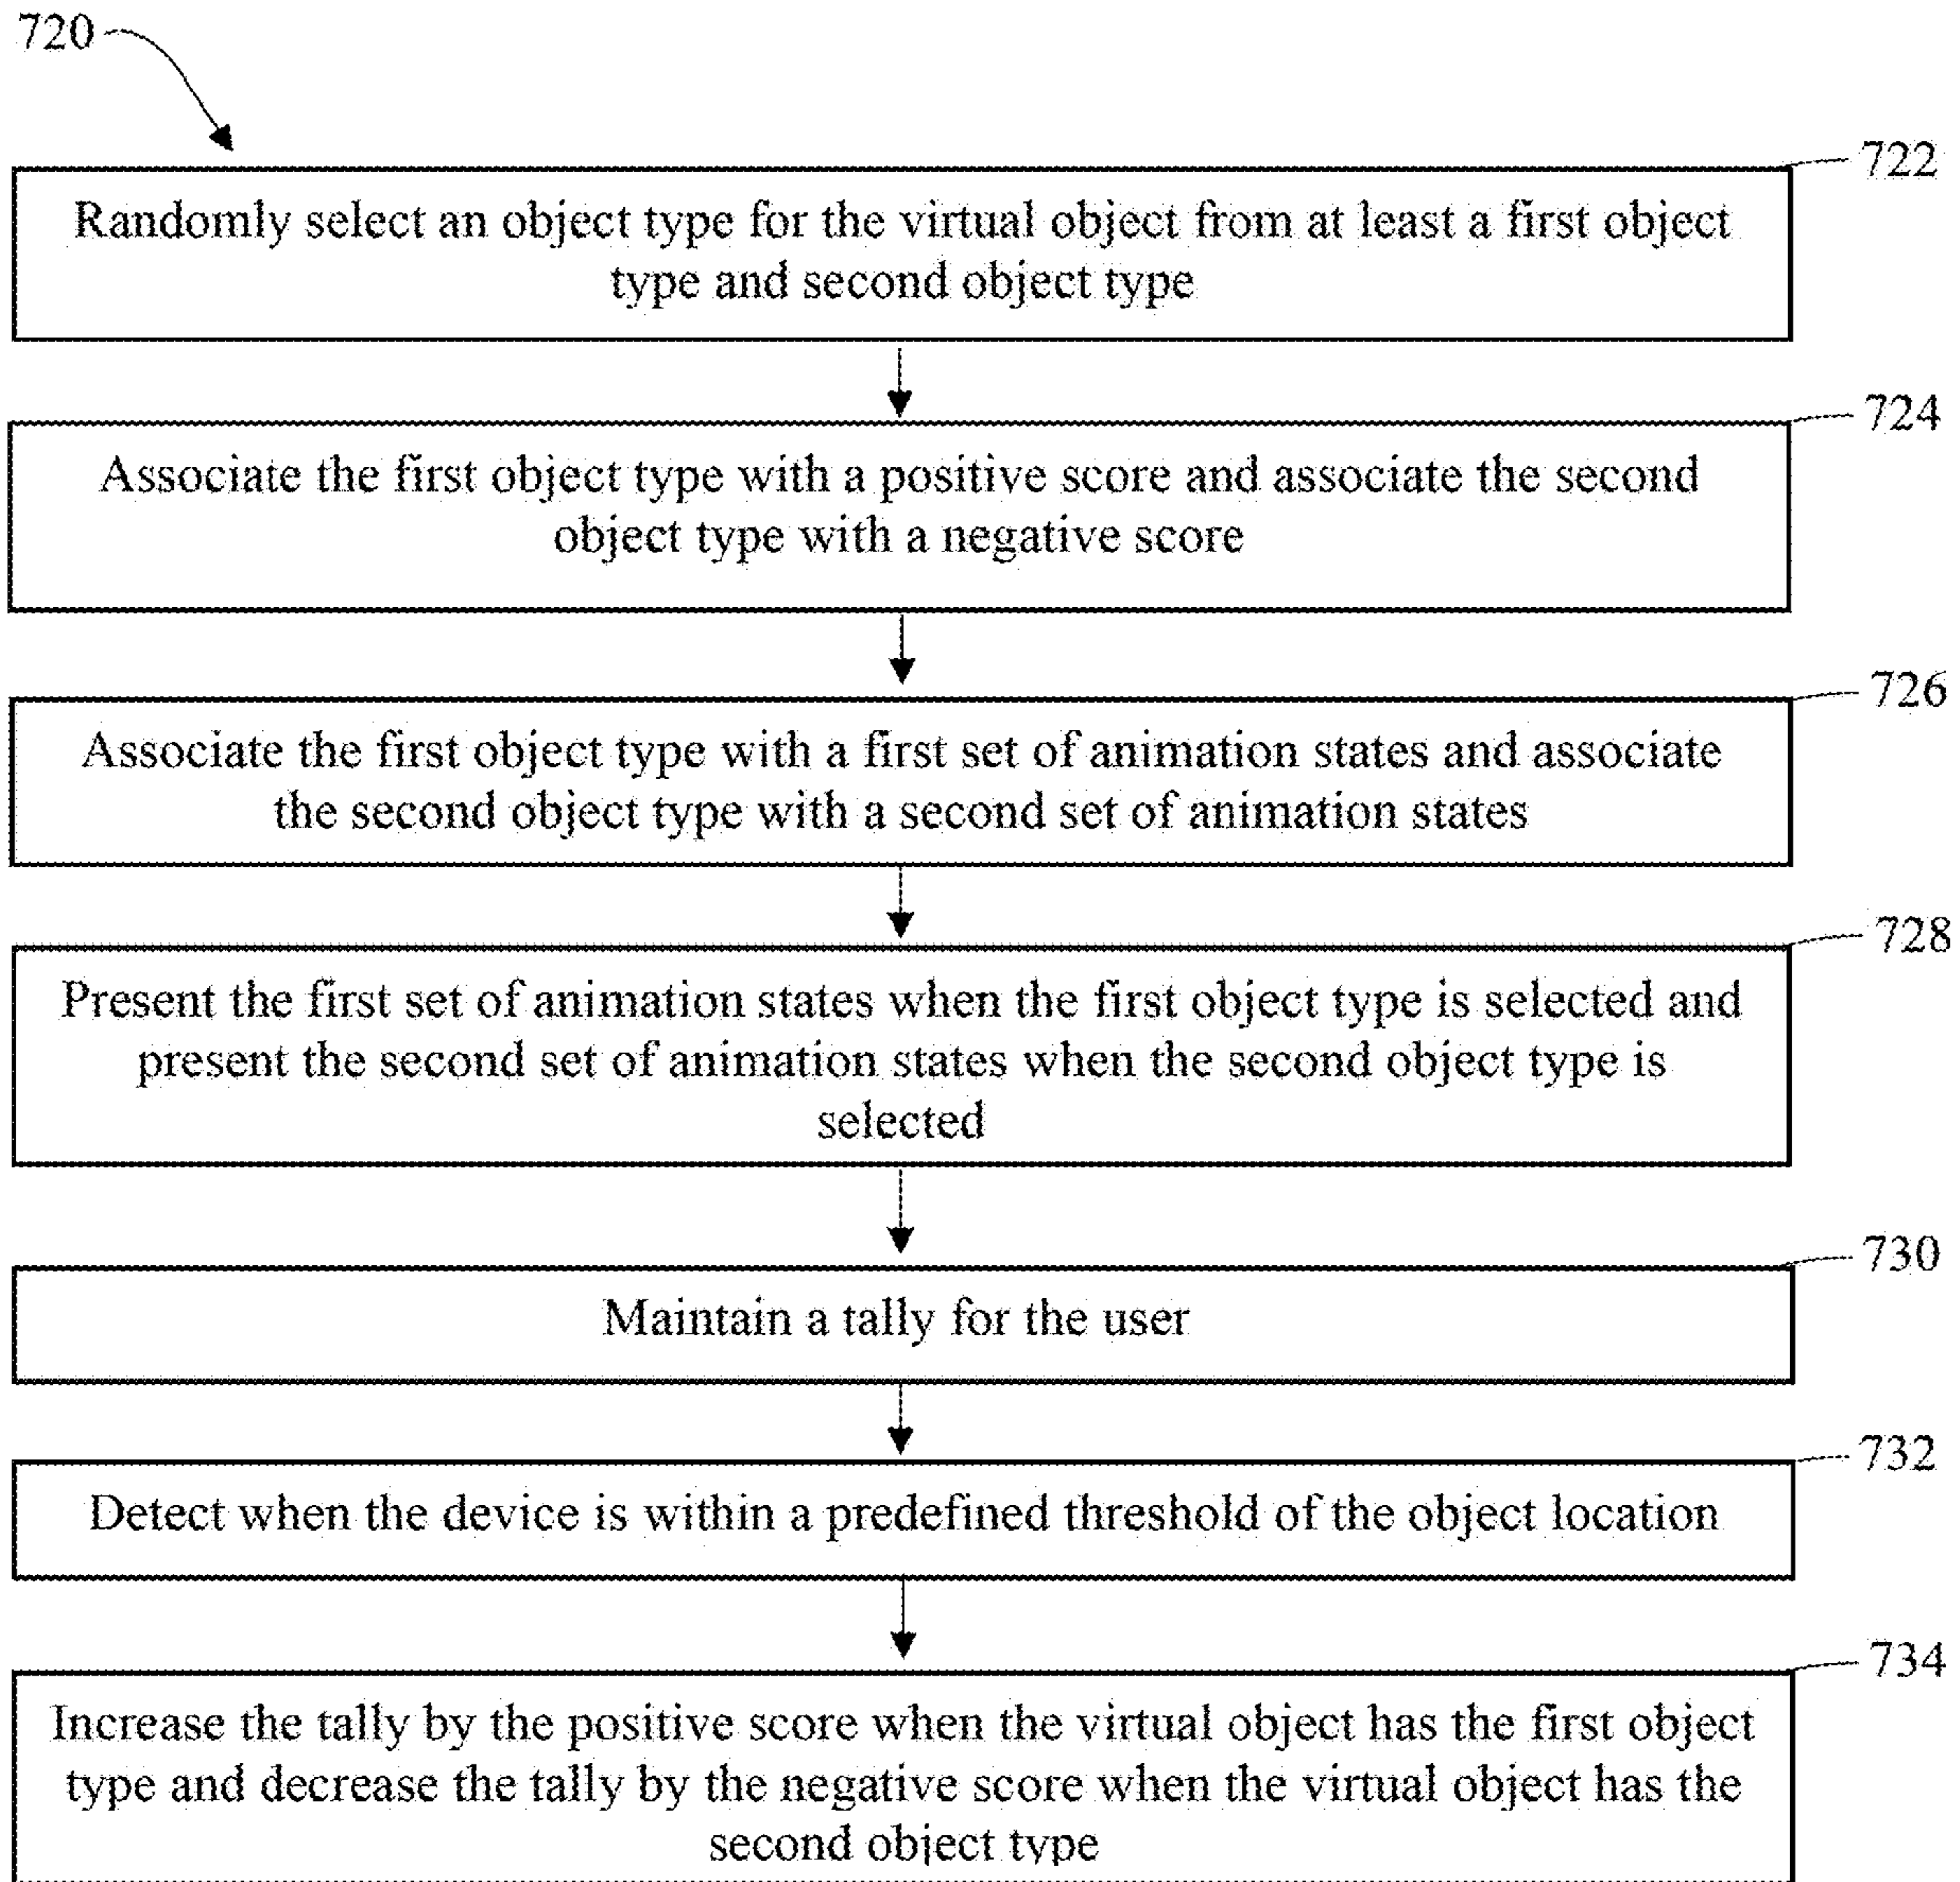 720
722
Randomly select an object type for the virtual object from at least a first object
type and second object type
724
Associate the first object type with a positive score and associate the second
object type with a negative score
726
Associate the first object type with a first set of animation states and associate
the second object type with a second set of animation states
728
Present the first set of animation states when the first object type is selected and
present the second set of animation states when the second object type is
selected
730
Maintain a tally for the user
732
Detect when the device is within a predefined threshold of the object location
734
Increase the tally by the positive score when the virtual object has the first object
type and decrease the tally by the negative score when the virtual object has the
second object type